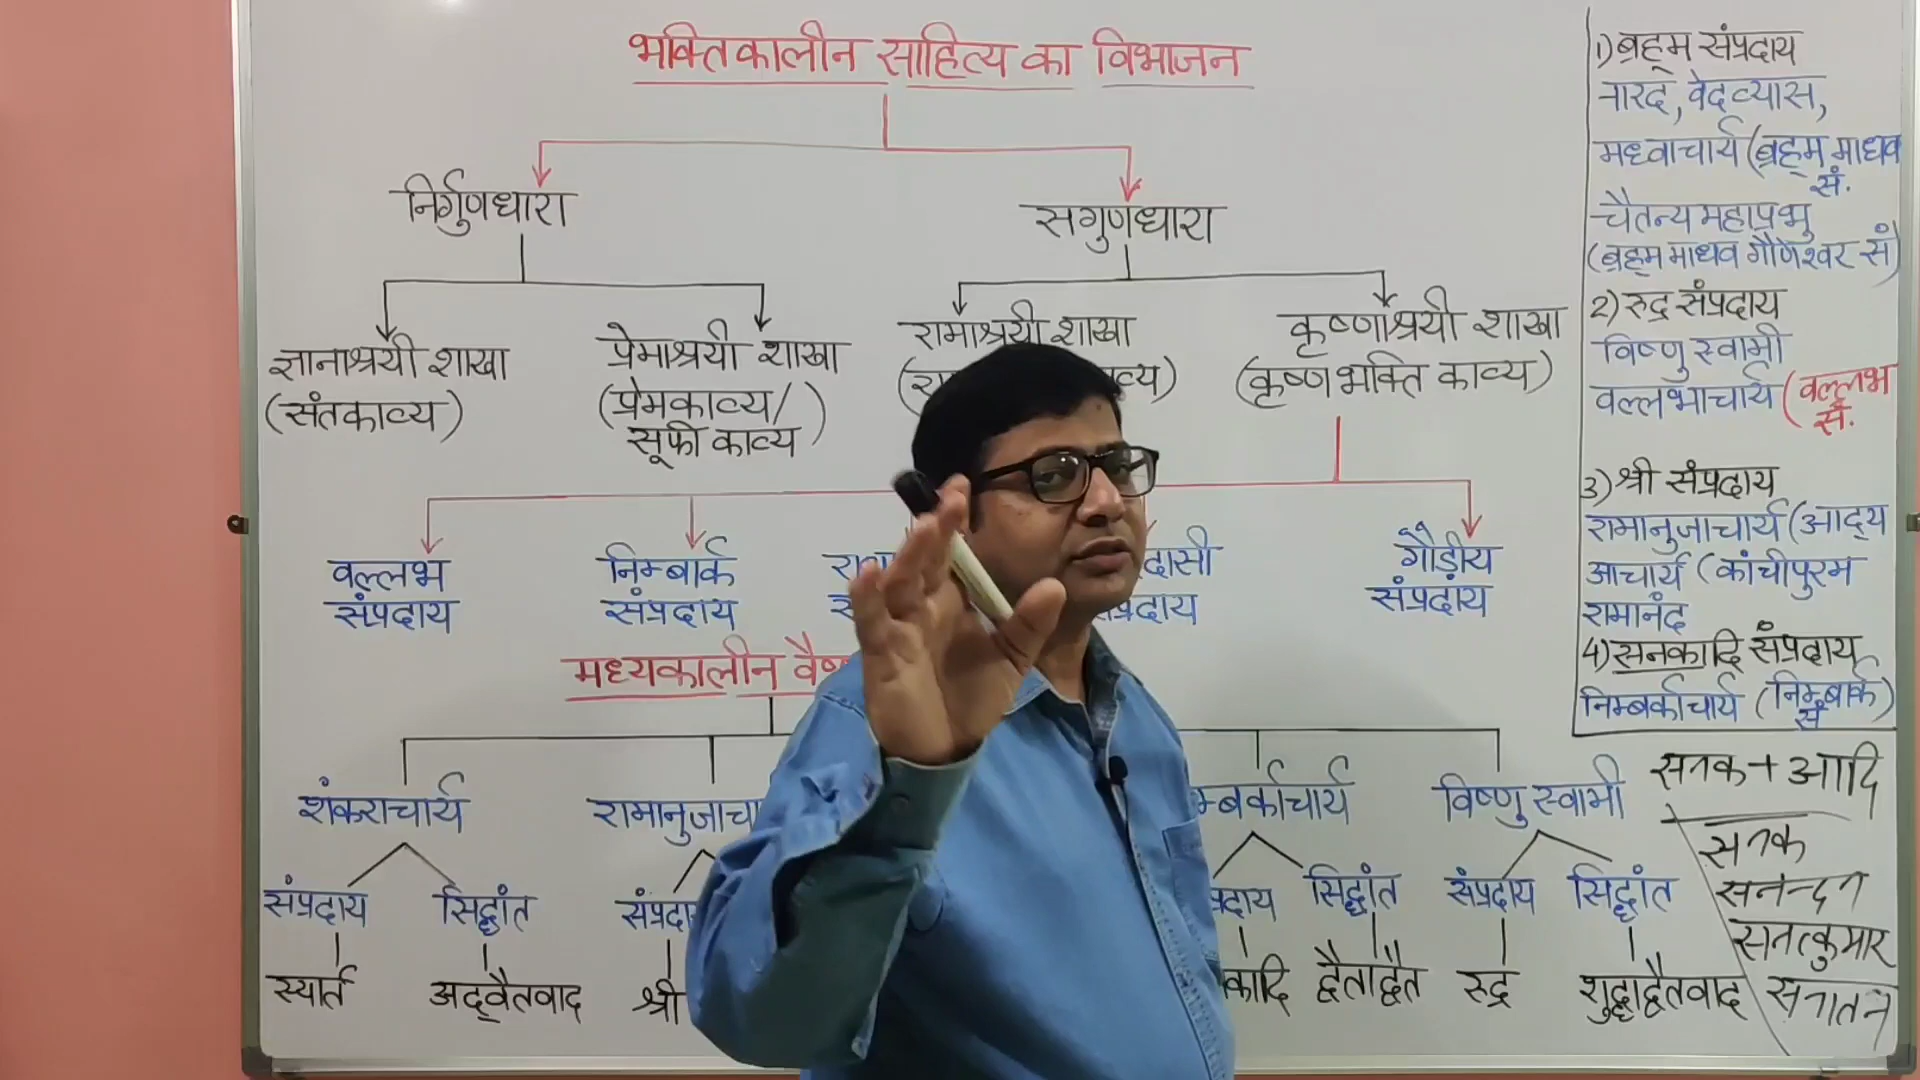 भक्तिकालीन साहित्य का विभाजन
निर्गुणधारा
सगुणधारा
ज्ञानाश्रयी शाखा
(संतकाव्य)
प्रेमाश्रयी शाखा
(प्रेमकाव्य/
सूफी काव्य)
रामाश्रयी शाखा
कृष्णाश्रयी शाखा
(कृष्णभक्ति काव्य)
वल्लभ
संप्रदाय
निम्बार्क
संप्रदाय
गौड़ीय
संप्रदाय
मध्यकालीन
शंकराचार्य
विष्णु स्वामी
संप्रदाय
सिद्धांत
सिद्धांत
संप्रदाय
सिद्धांत
स्मार्त
अद्वैतवाद
श्री
द्वैताद्वैत
रुद्र
शुद्धाद्वैतवाद
1) ब्रह्म संप्रदाय
नारद, वेदव्यास,
मध्वाचार्य (ब्रह्म माधव
सं.
चैतन्य महाप्रभु
(ब्रह्म माधव गौणेश्वर सं)
2) रुद्र संप्रदाय
विष्णु स्वामी
वल्लभाचार्य (वल्लभ
सं.
3) श्री संप्रदाय
रामानुजाचार्य (आद्य
आचार्य (कांचीपुरम
रामानंद
4) सनकादि संप्रदाय
निम्बर्काचार्य (निम्बार्क)
सं
सनक + आदि
सनक
सनन्दन
सनत्कुमार
सनातन